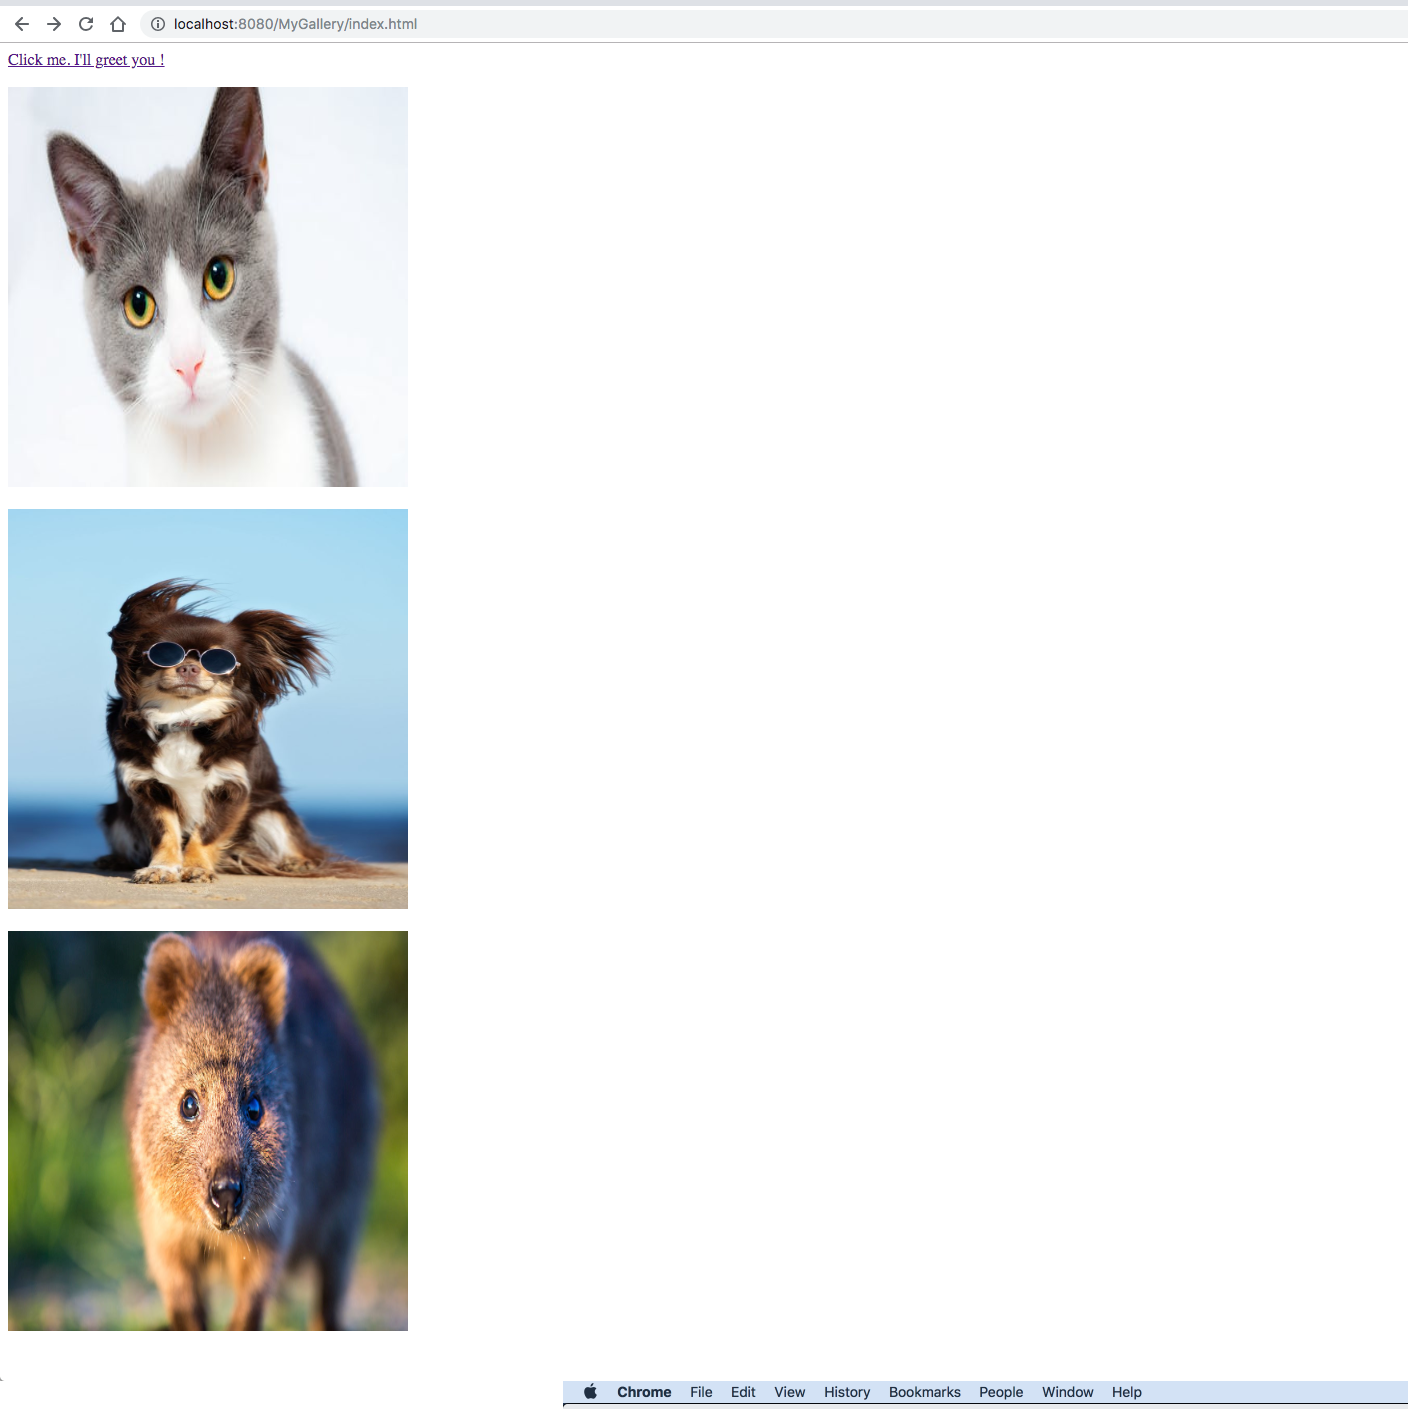 localhost:8080/MyGallery/index.html
Click me. I'll greet you !
Chrome File Edit View History Bookmarks People Window Help